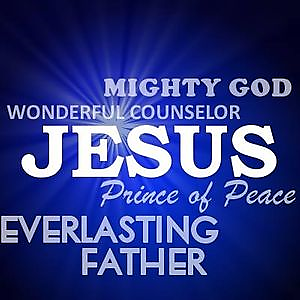 MIGHTY GOD
WONDERFUL COUNSELOR
JESUS
Prince of Peace
EVERLASTING
FATHER